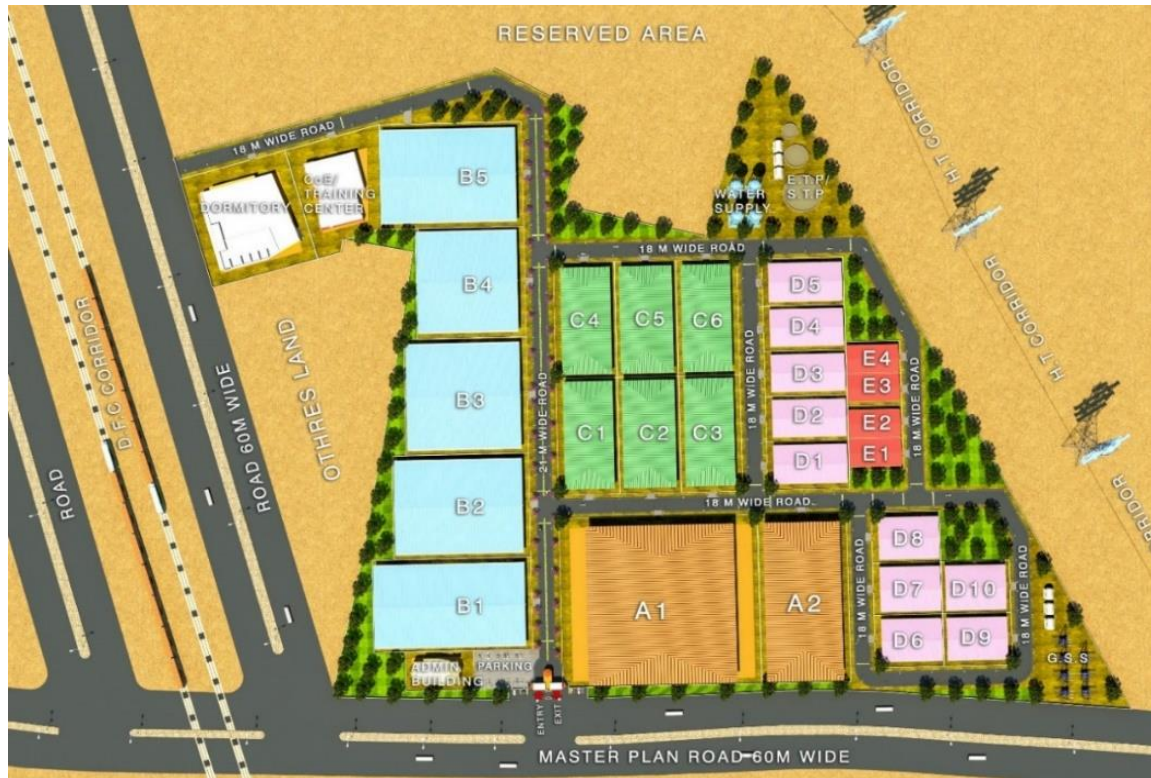 RESERVED AREA
18 M WIDE ROAD
H.T CORRIDOR
B5
CoE/
TRAINING
CENTER
DORMITORY
E.T.P/
S.T.P
WATER
SUPPLY
18 M WIDE ROAD
H.T CORRIDOR
B4
D5
C4
C5
C6
D4
D F C CORRIDOR
OTHRES LAND
ROAD 60M WIDE
18 M WIDE ROAD
E4
D3
E3
B3
H.T CORRIDOR
18 M WIDE ROAD
D2
E2
C1
C2
C3
21 M WIDE ROAD
D1
E1
ROAD
B2
18 M WIDE ROAD
RRIDOR
D8
18 M WIDE ROAD
18 M WIDE ROAD
D7
D10
B1
A1
A2
D6
D9
G.S.S
ADMIN
BUILDING
PARKING
ENTRY
EXIT
MASTER PLAN ROAD 60M WIDE